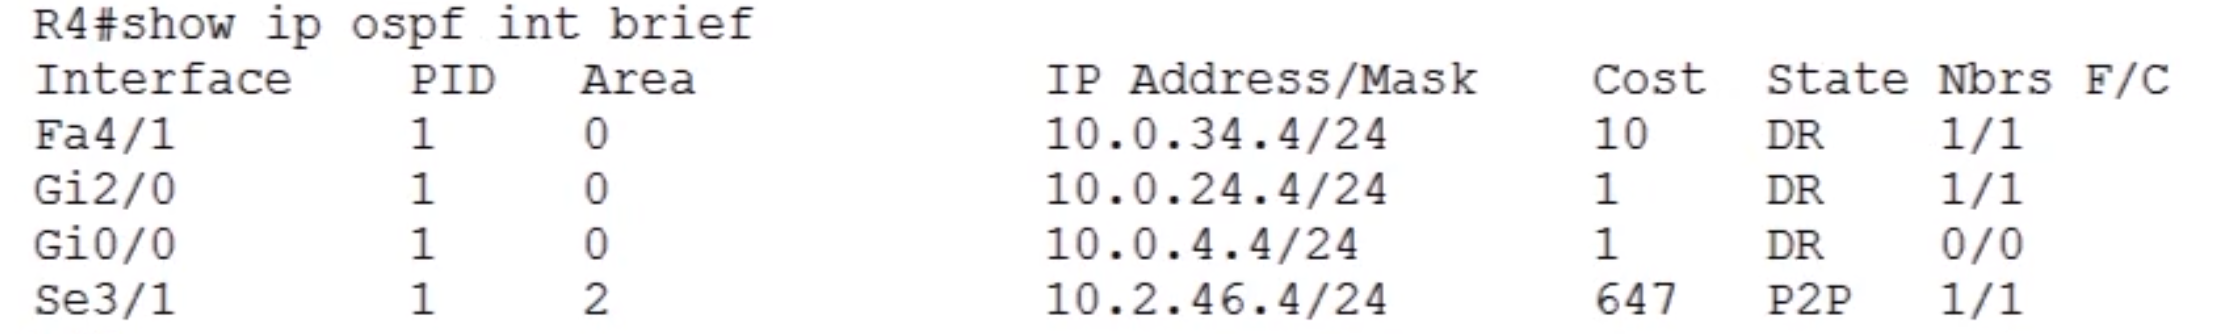 R4#show ip ospf int brief
Interface PID Area IP Address/Mask Cost State Nbrs F/C
Fa4/1 1 0 10.0.34.4/24 10 DR 1/1
Gi2/0 1 0 10.0.24.4/24 1 DR 1/1
Gi0/0 1 0 10.0.4.4/24 1 DR 0/0
Se3/1 1 2 10.2.46.4/24 647 P2P 1/1